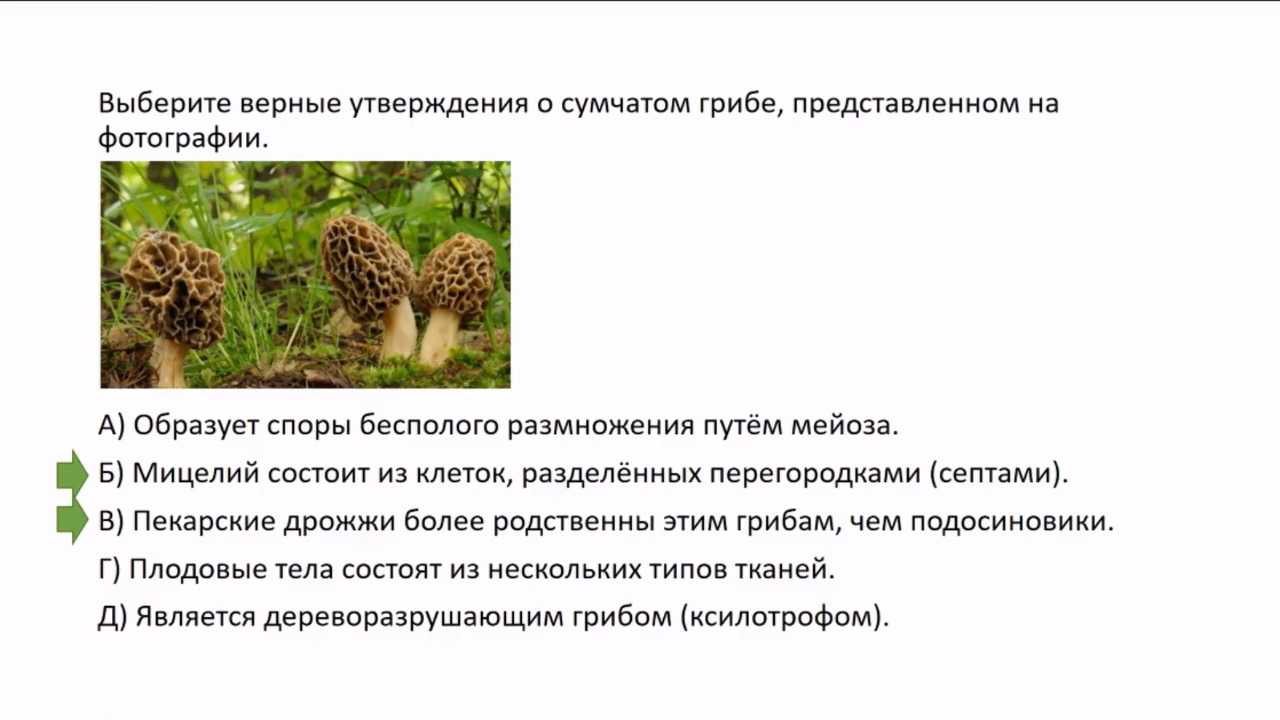 Выберите верные утверждения о сумчатом грибе, представленном на
фотографии.
А) Образует споры бесполого размножения путём мейоза.
Б) Мицелий состоит из клеток, разделённых перегородками (септами).
В) Пекарские дрожжи более родственны этим грибам, чем подосиновики.
Г) Плодовые тела состоят из нескольких типов тканей.
Д) Является дереворазрушающим грибом (ксилотрофом).